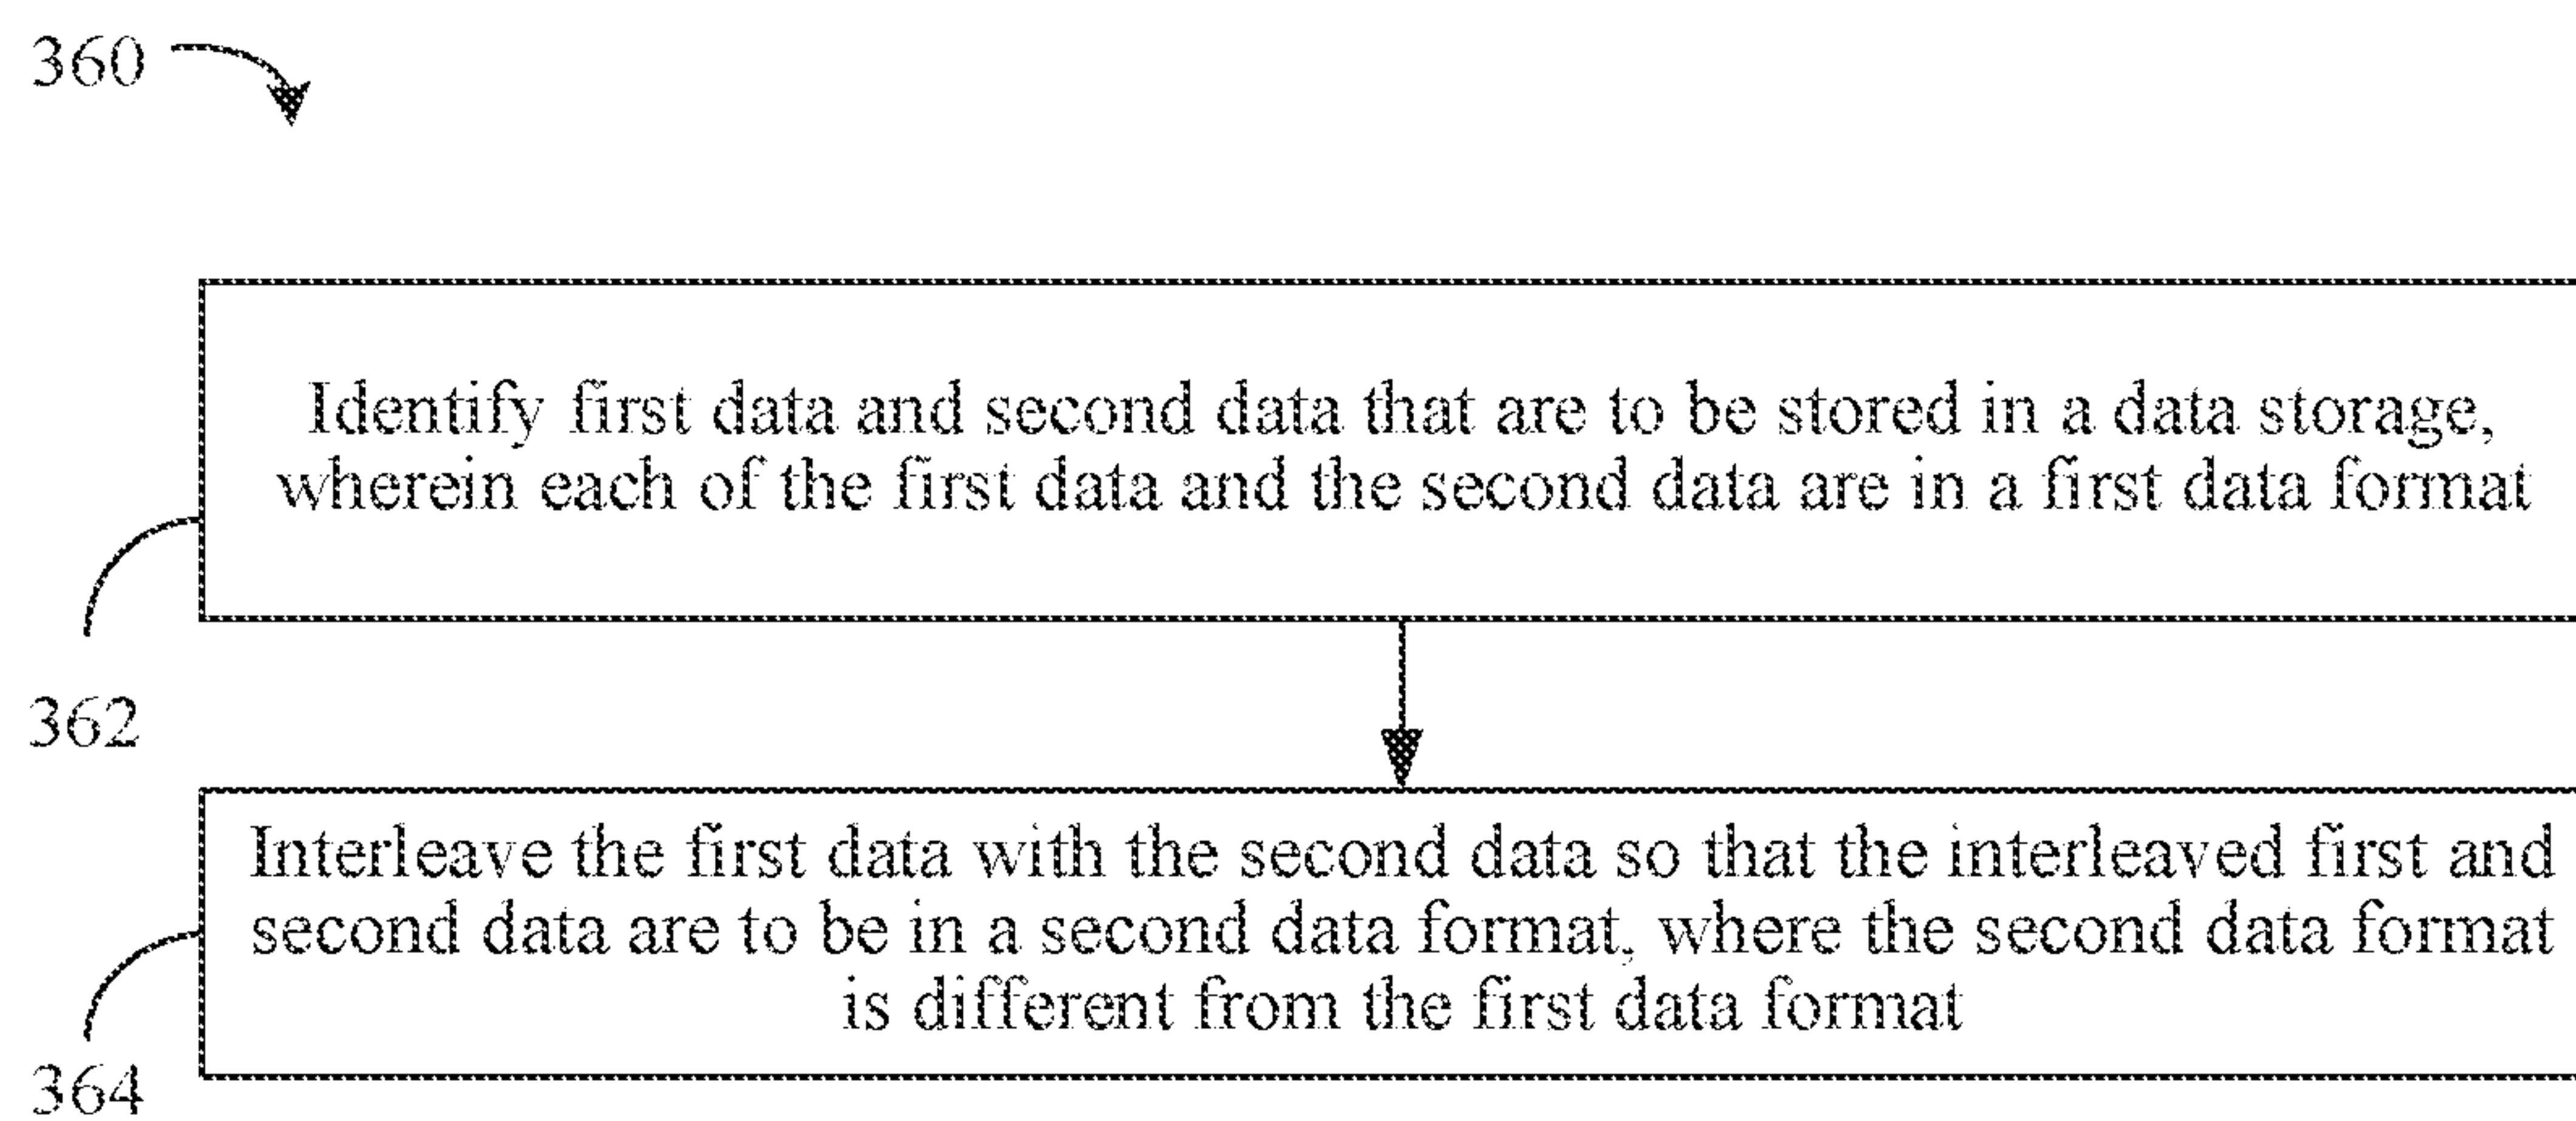 360
Identify first data and second data that are to be stored in a data storage,
wherein each of the first data and the second data are in a first data format
362
Interleave the first data with the second data so that the interleaved first and
second data are to be in a second data format, where the second data format
is different from the first data format
364